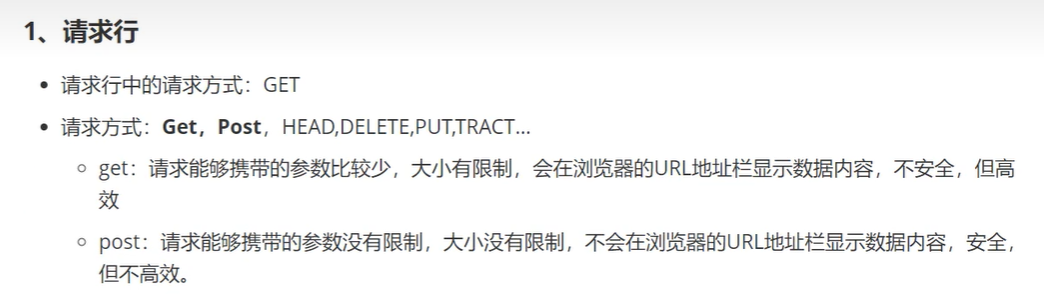 1、请求行
请求行中的请求方式：GET
请求方式：Get，Post，HEAD,DELETE,PUT,TRACT...
get：请求能够携带的参数比较少，大小有限制，会在浏览器的URL地址栏显示数据内容，不安全，但高
效
post：请求能够携带的参数没有限制，大小没有限制，不会在浏览器的URL地址栏显示数据内容，安全，
但不高效。